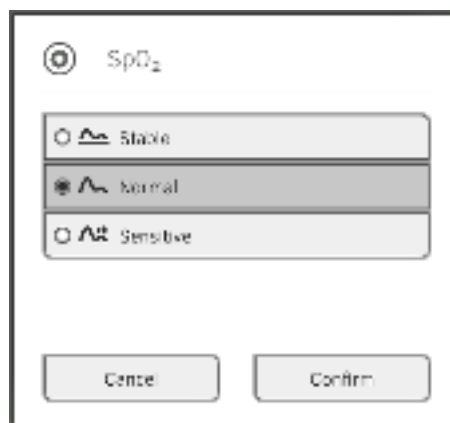 SpO₂
Stable
Normal
Sensitive
Cancel Confirm